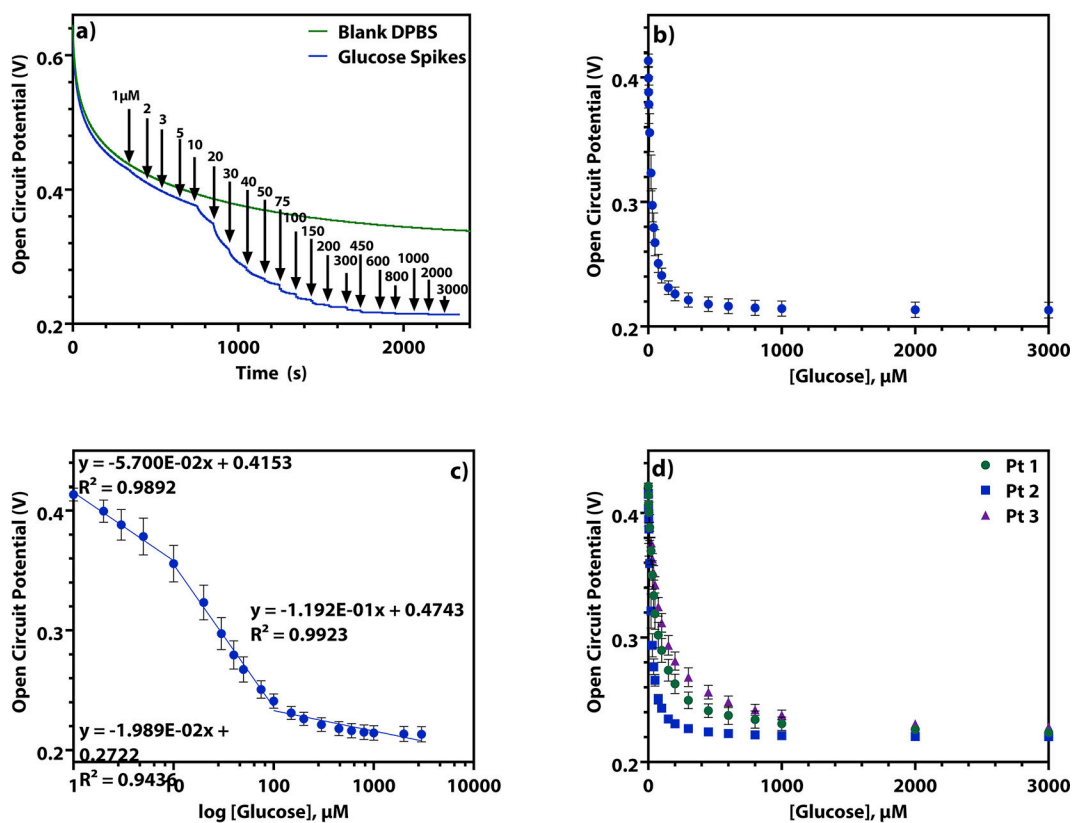 a)
Blank DPBS
Glucose Spikes
Open Circuit Potential (V)
0.6
0.4
0.2
1µM
2
3
5
10
20
30
40
50
75
100
150
200
300
450
600
800
1000
2000
3000
0
1000
2000
Time (s)
b)
Open Circuit Potential (V)
0.4
0.3
0.2
0
1000
2000
3000
[Glucose], µM
c)
y = -5.700E-02x + 0.4153
R² = 0.9892
Open Circuit Potential (V)
0.4
0.3
0.2
y = -1.192E-01x + 0.4743
R² = 0.9923
y = -1.989E-02x +
0.2722
R² = 0.9436
1
10
100
1000
10000
log [Glucose], µM
d)
Pt 1
Pt 2
Pt 3
Open Circuit Potential (V)
0.4
0.3
0.2
0
1000
2000
3000
[Glucose], µM